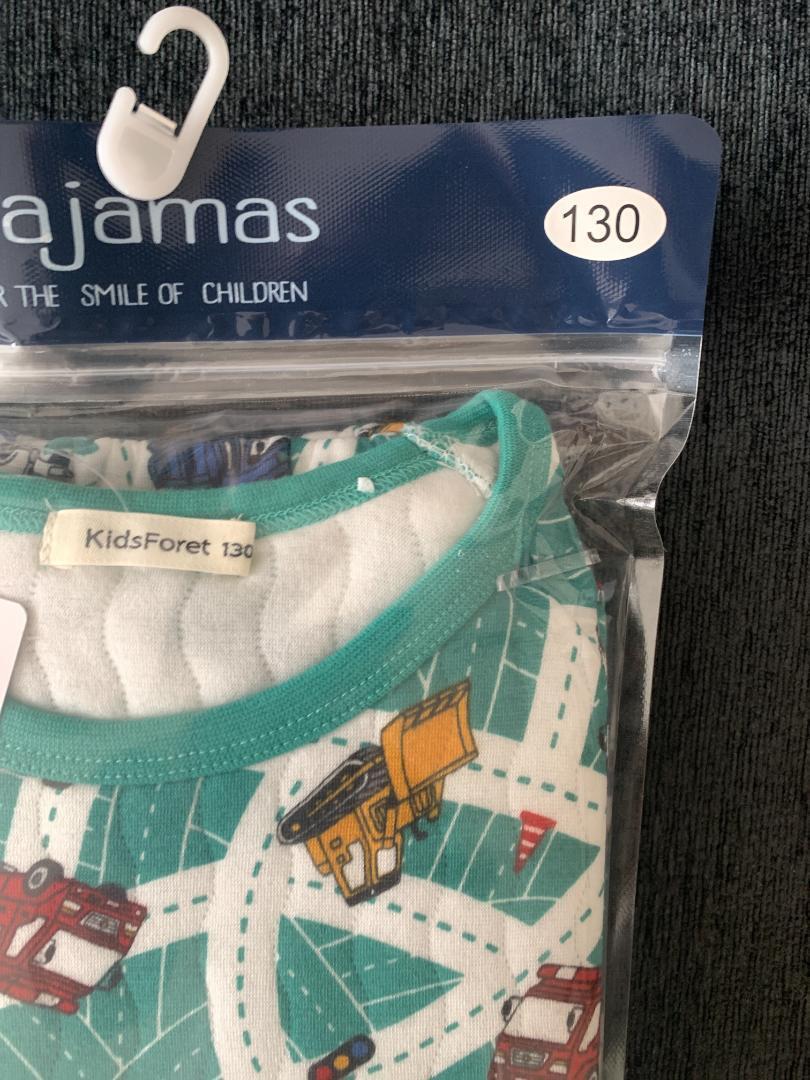 ajamas
130
R THE SMILE OF CHILDREN
KidsForet 130